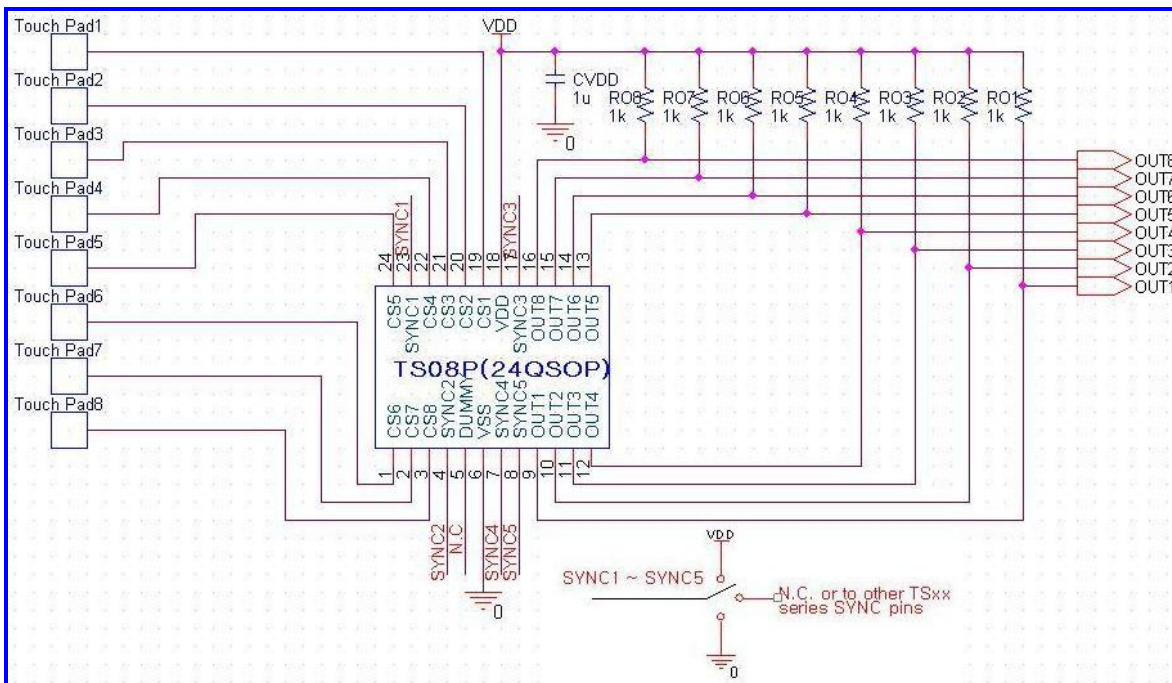 Touch Pad1
Touch Pad2
Touch Pad3
Touch Pad4
Touch Pad5
Touch Pad6
Touch Pad7
Touch Pad8
VDD
CVDD
1u
0
RO8
1k
RO7
1k
RO6
1k
RO5
1k
RO4
1k
RO3
1k
RO2
1k
RO1
1k
OUT8
OUT7
OUT6
OUT5
OUT4
OUT3
OUT2
OUT1
SYNC1
SYNC3
24
23
22
21
20
19
18
17
16
15
14
13
CS5
SYNC1
CS4
CS3
CS2
CS1
VDD
SYNC3
OUT8
OUT7
OUT6
OUT5
TS08P(24QSOP)
CS6
CS7
CS8
SYNC2
DUMMY
VSS
SYNC4
SYNC5
OUT1
OUT2
OUT3
OUT4
1
2
3
4
5
6
7
8
9
10
11
12
SYNC2
N.C
SYNC4
SYNC5
0
VDD
SYNC1 ~ SYNC5
N.C. or to other TSxx
series SYNC pins
0